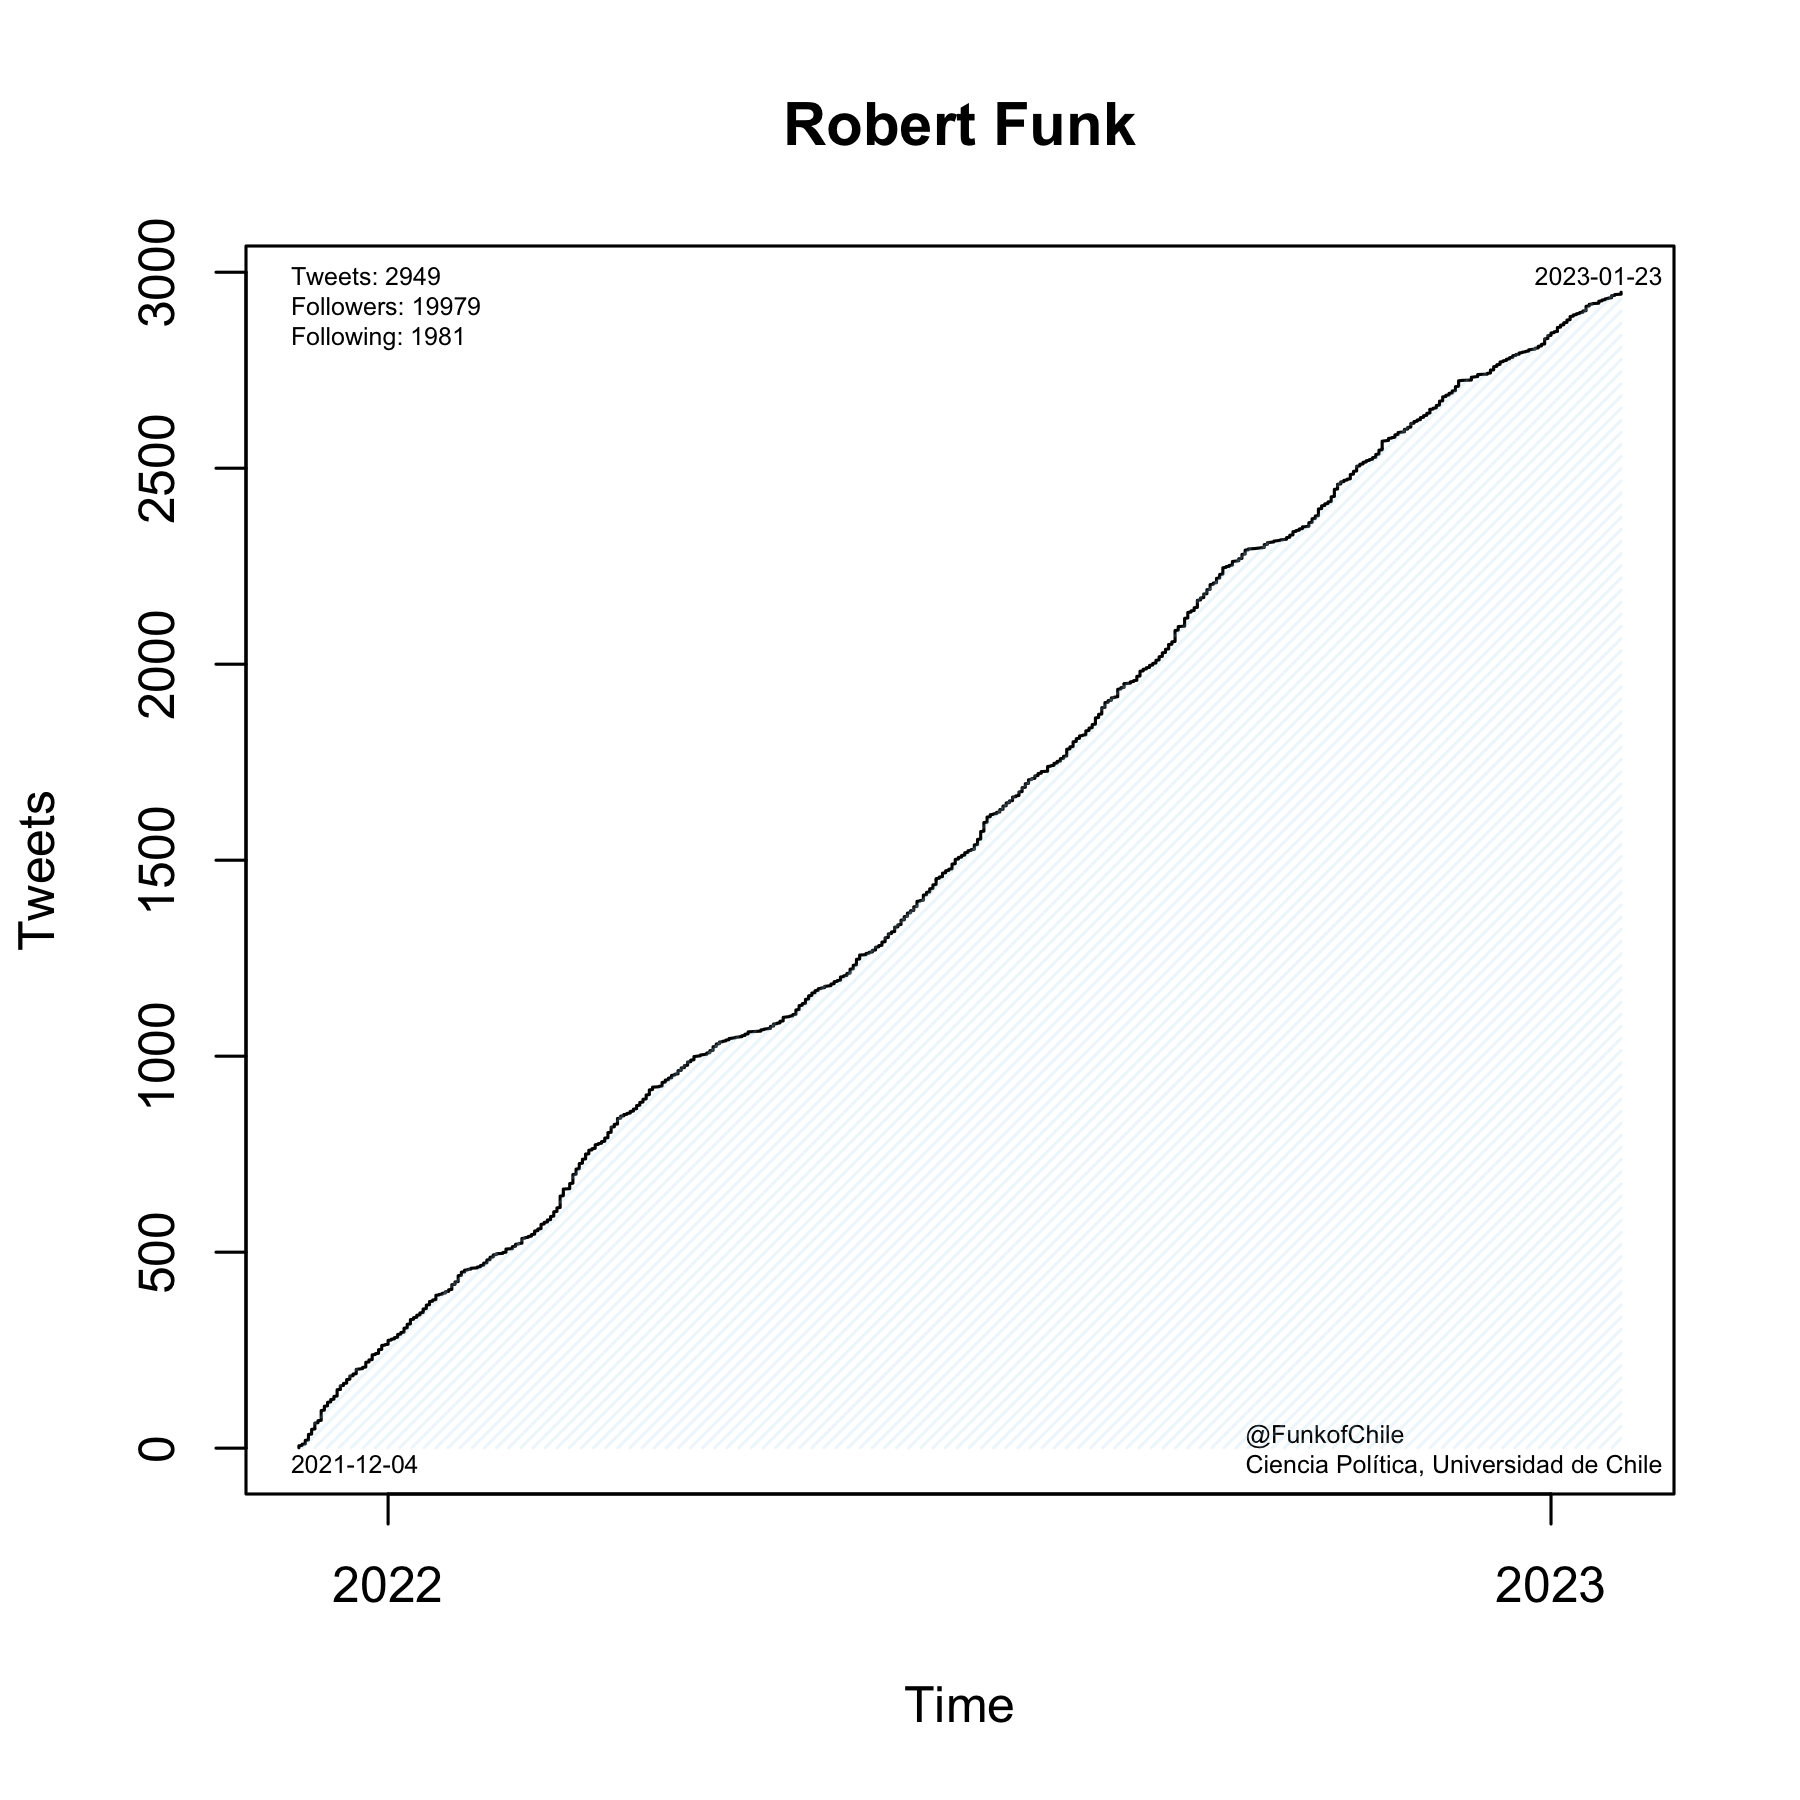 Robert Funk
Tweets: 2949
Followers: 19979
Following: 1981
2023-01-23
3000
2500
2000
1500
1000
500
0
Tweets
@FunkofChile
Ciencia Política, Universidad de Chile
2021-12-04
2022
2023
Time